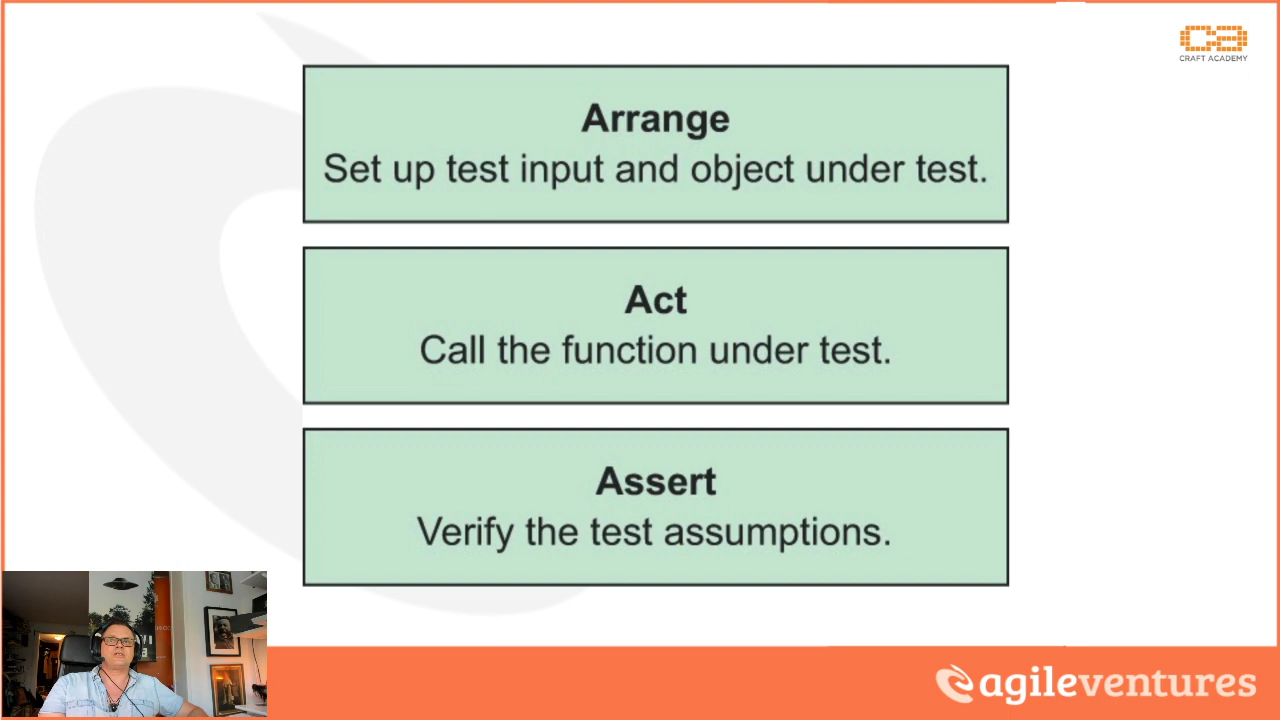 CRAFT ACADEMY
Arrange
Set up test input and object under test.
Act
Call the function under test.
Assert
Verify the test assumptions.
agileventures